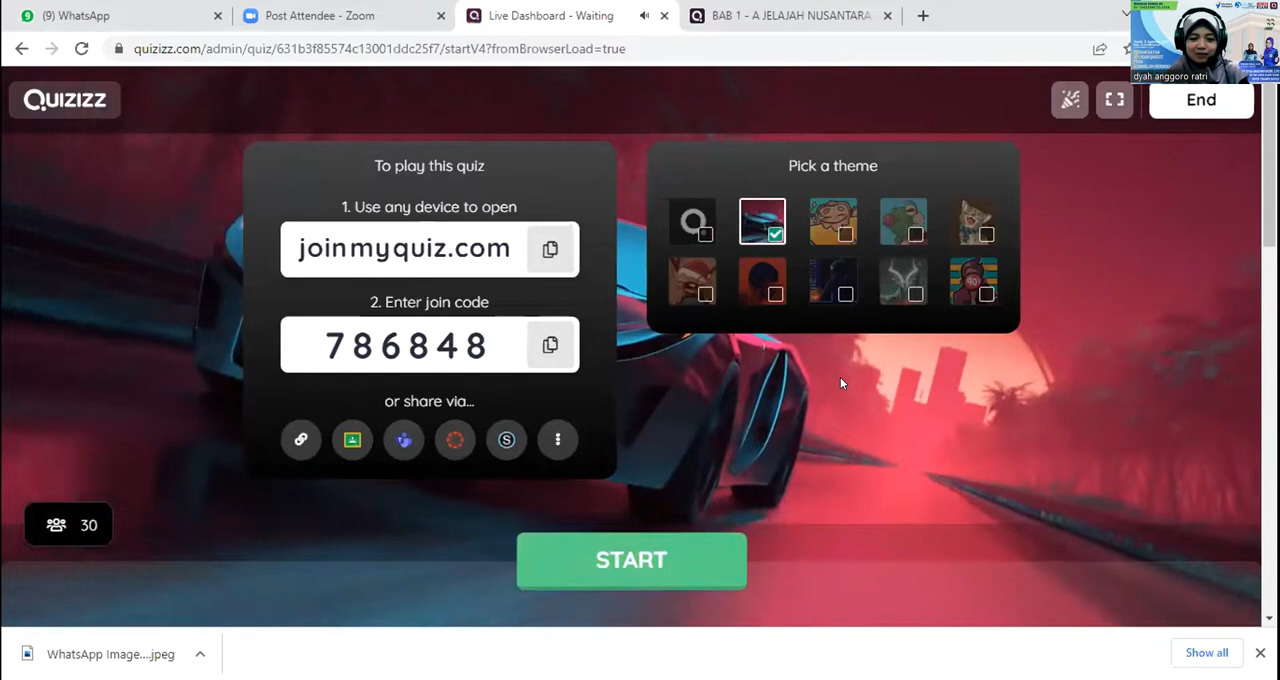 (9) WhatsApp
Post Attendee - Zoom
Live Dashboard - Waiting
BAB 1 - A JELAJAH NUSANTARA
quizizz.com/admin/quiz/631b3f85574c13001ddc25f7/startV4?fromBrowserLoad=true
dyah anggoro ratri
QUIZIZZ
End
To play this quiz
1. Use any device to open
joinmyquiz.com
2. Enter join code
786848
or share via...
Pick a theme
30
START
WhatsApp Image....jpeg
Show all